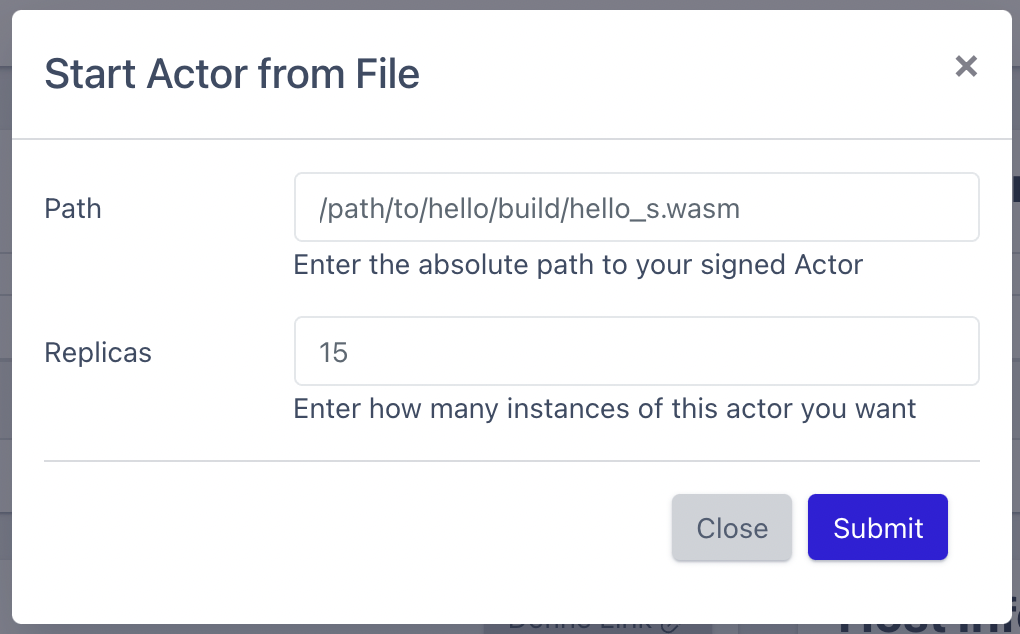 Start Actor from File
×
Path
/path/to/hello/build/hello_s.wasm
Enter the absolute path to your signed Actor
Replicas
15
Enter how many instances of this actor you want
Close
Submit